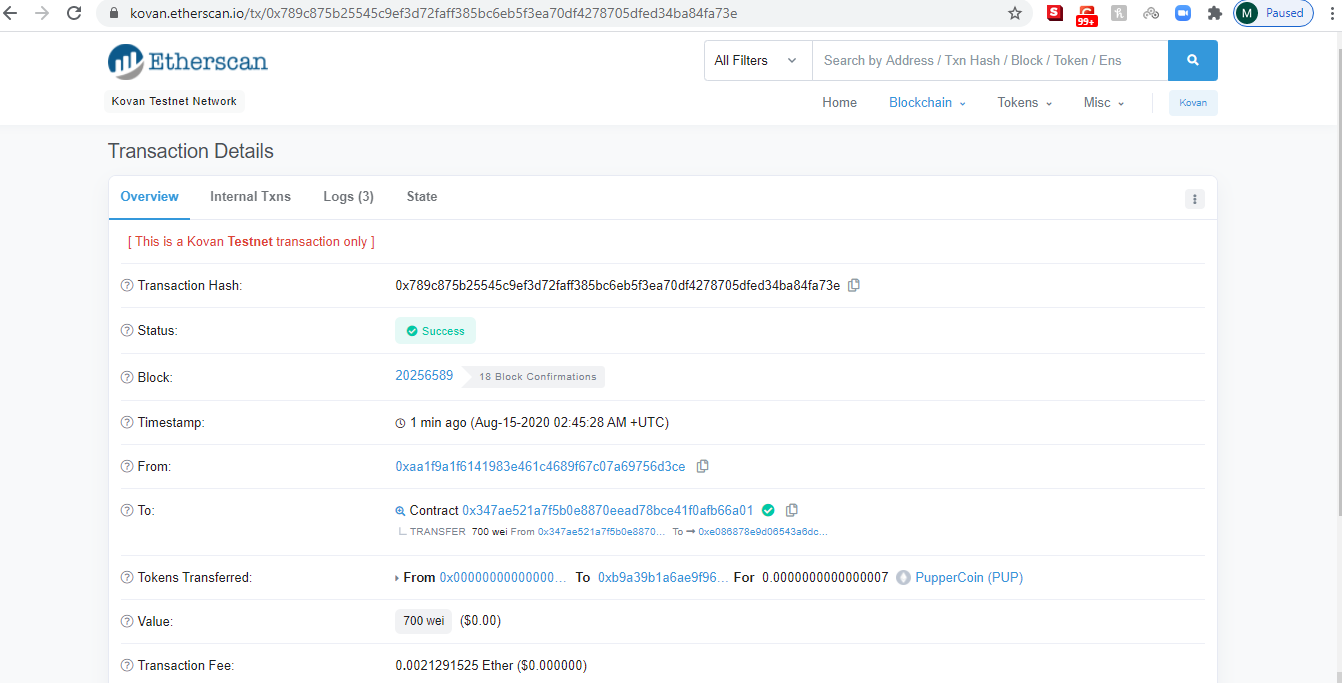 kovan.etherscan.io/tx/0x789c875b25545c9ef3d72faff385bc6eb5f3ea70df4278705dfed34ba84fa73e
S
99+
M Paused
Etherscan
All Filters
Search by Address / Txn Hash / Block / Token / Ens
Kovan Testnet Network
Home Blockchain Tokens Misc Kovan
Transaction Details
Overview Internal Txns Logs (3) State
[ This is a Kovan Testnet transaction only ]
Transaction Hash: 0x789c875b25545c9ef3d72faff385bc6eb5f3ea70df4278705dfed34ba84fa73e
Status: Success
Block: 20256589 18 Block Confirmations
Timestamp: 1 min ago (Aug-15-2020 02:45:28 AM +UTC)
From: 0xaa1f9a1f6141983e461c4689f67c07a69756d3ce
To: Contract 0x347ae521a7f5b0e8870eead78bce41f0afb66a01
TRANSFER 700 wei From 0x347ae521a7f5b0e8870... To → 0xe086878e9d06543a6dc...
Tokens Transferred: From 0x00000000000000... To 0xb9a39b1a6ae9f96... For 0.0000000000000007 PupperCoin (PUP)
Value: 700 wei ($0.00)
Transaction Fee: 0.0021291525 Ether ($0.000000)